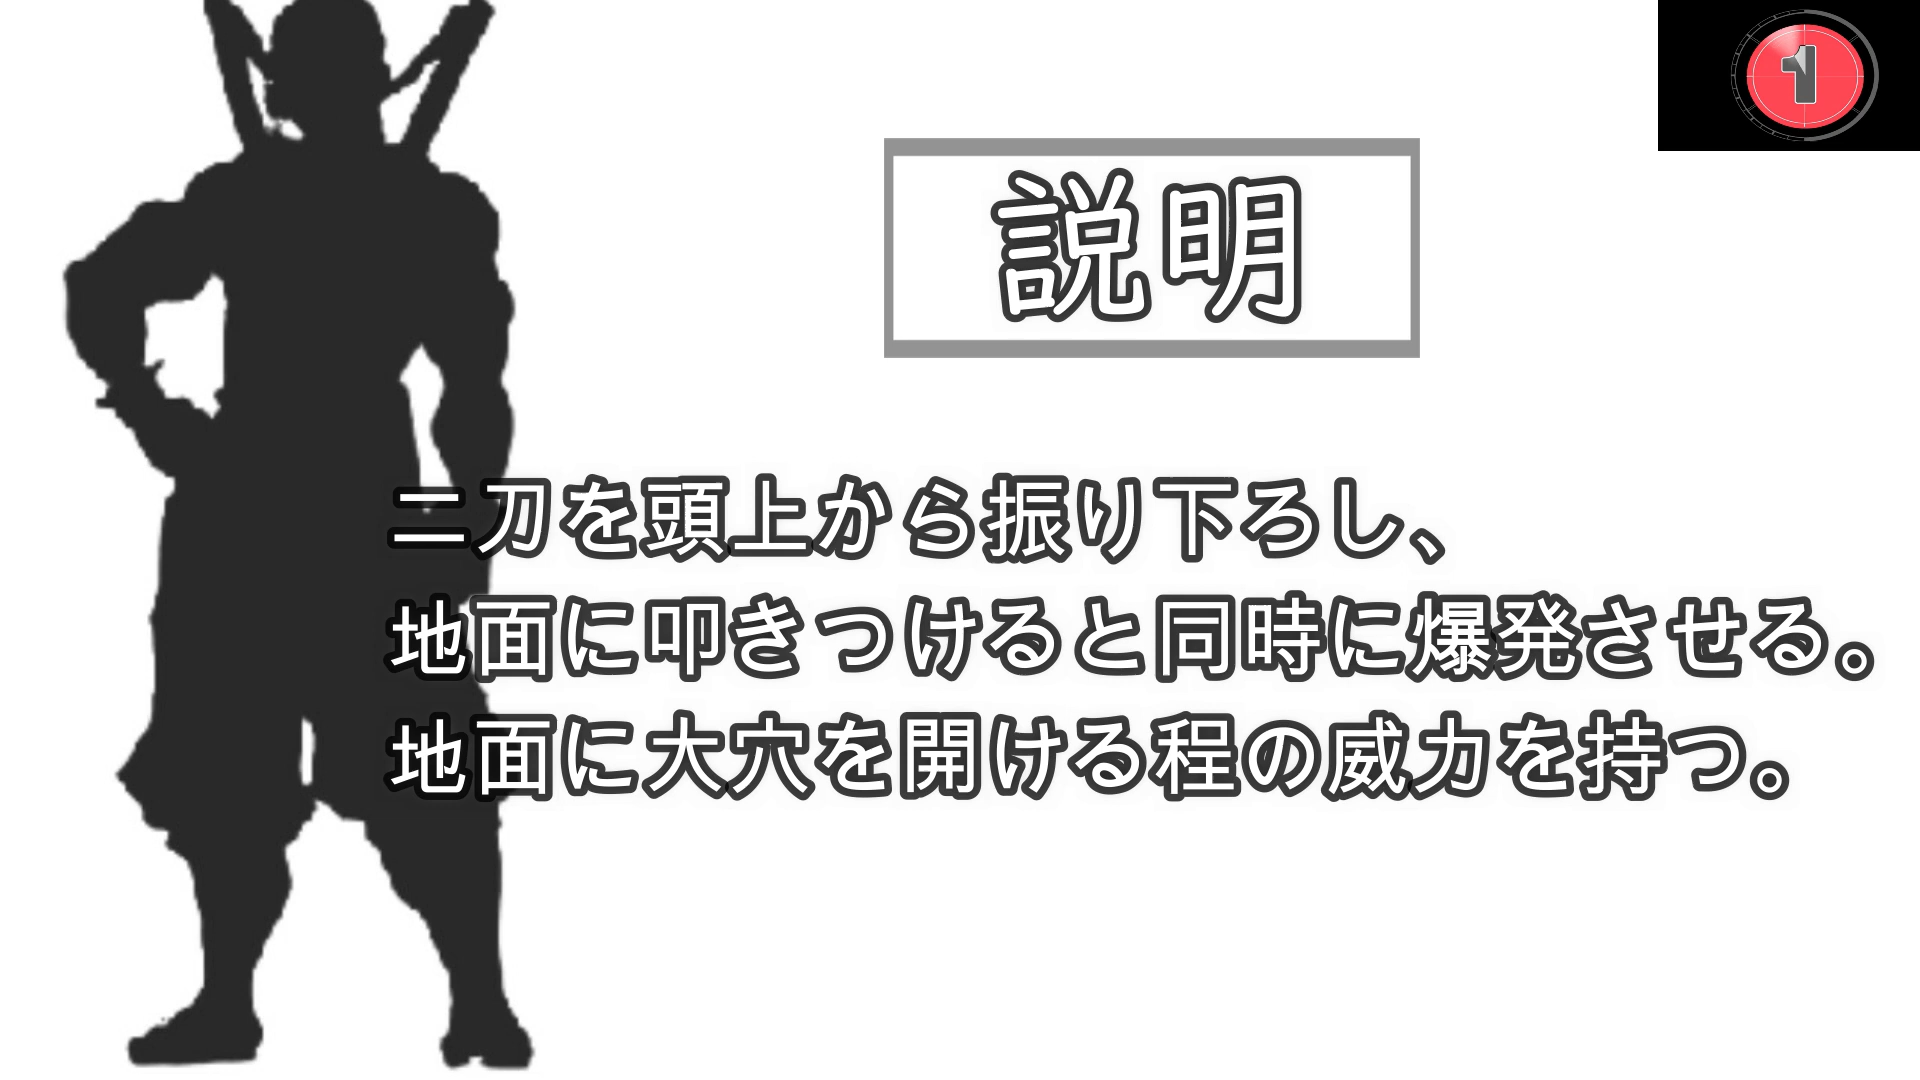 1
説明
二刀を頭上から振り下ろし、
地面に叩きつけると同時に爆発させる。
地面に大穴を開ける程の威力を持つ。